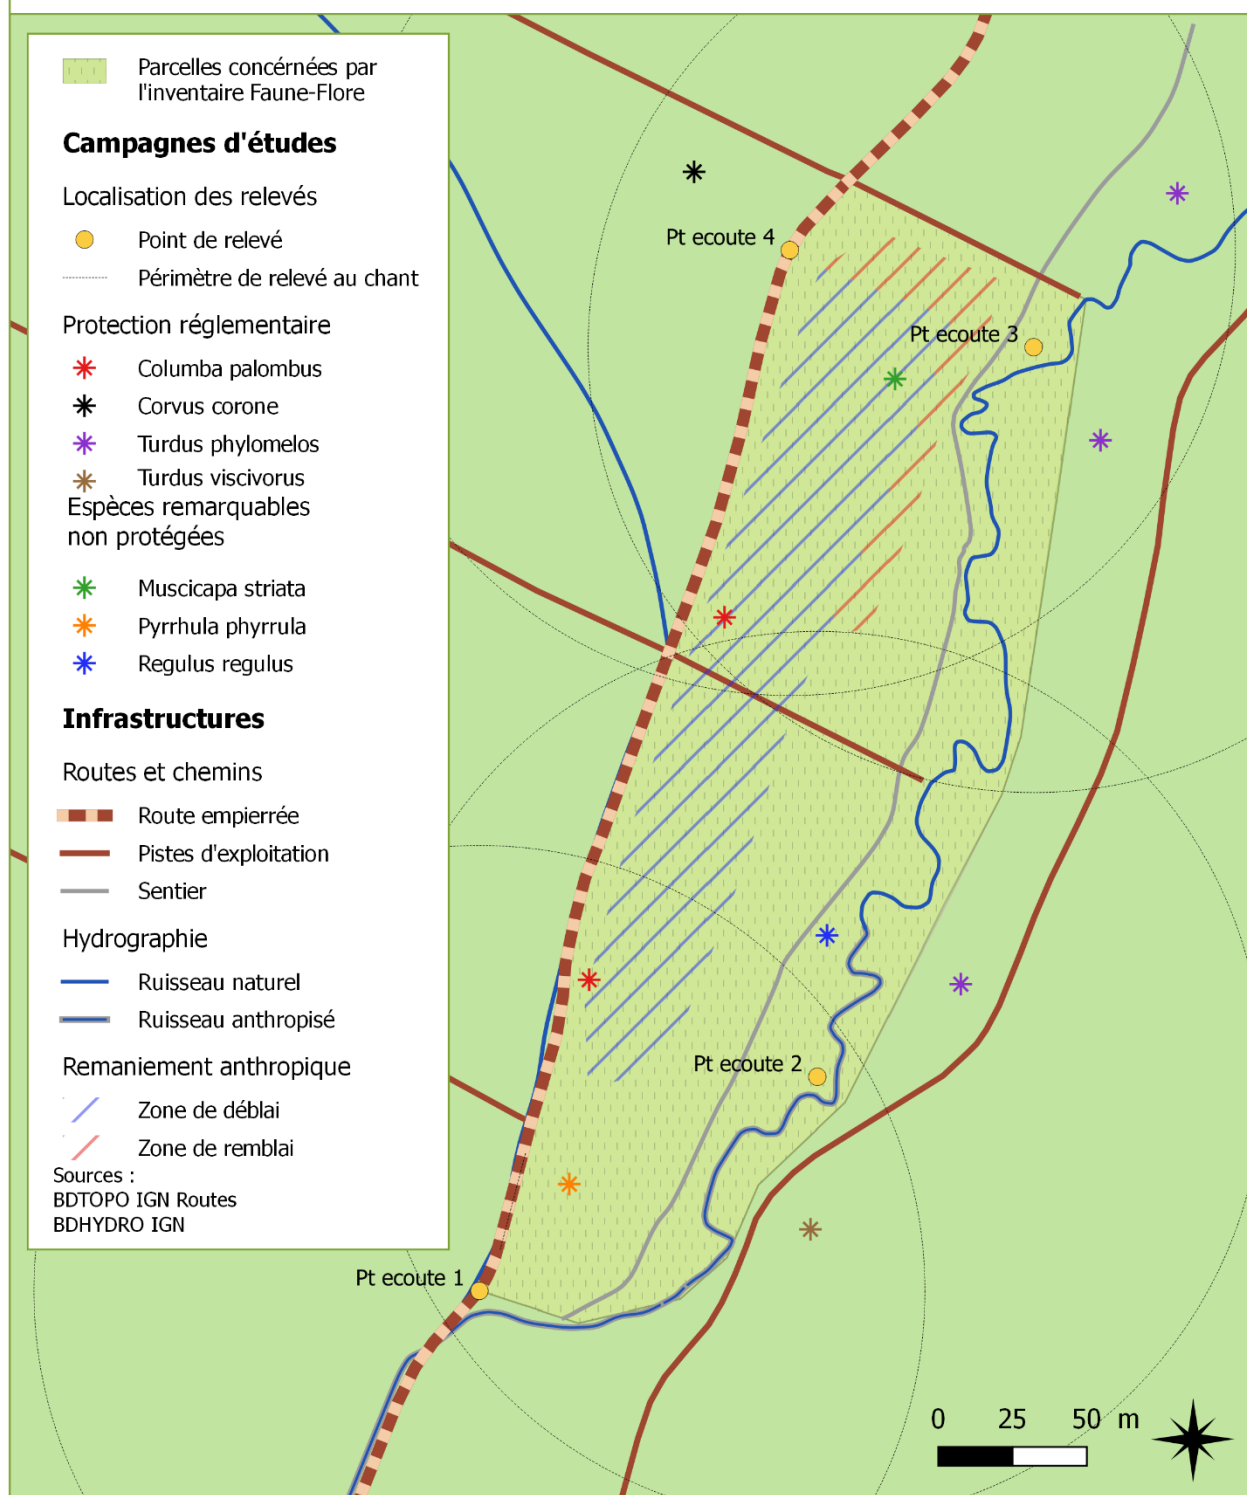 Parcelles concérnées par
l'inventaire Faune-Flore
Campagnes d'études
Localisation des relevés
Point de relevé
Périmètre de relevé au chant
Protection réglementaire
Columba palombus
Corvus corone
Turdus phylomelos
Turdus viscivorus
Espèces remarquables
non protégées
Muscicapa striata
Pyrrhula phyrrula
Regulus regulus
Infrastructures
Routes et chemins
Route empierrée
Pistes d'exploitation
Sentier
Hydrographie
Ruisseau naturel
Ruisseau anthropisé
Remaniement anthropique
Zone de déblai
Zone de remblai
Sources :
BDTOPO IGN Routes
BDHYDRO IGN
Pt ecoute 4
Pt ecoute 3
Pt ecoute 2
Pt ecoute 1
0 25 50 m